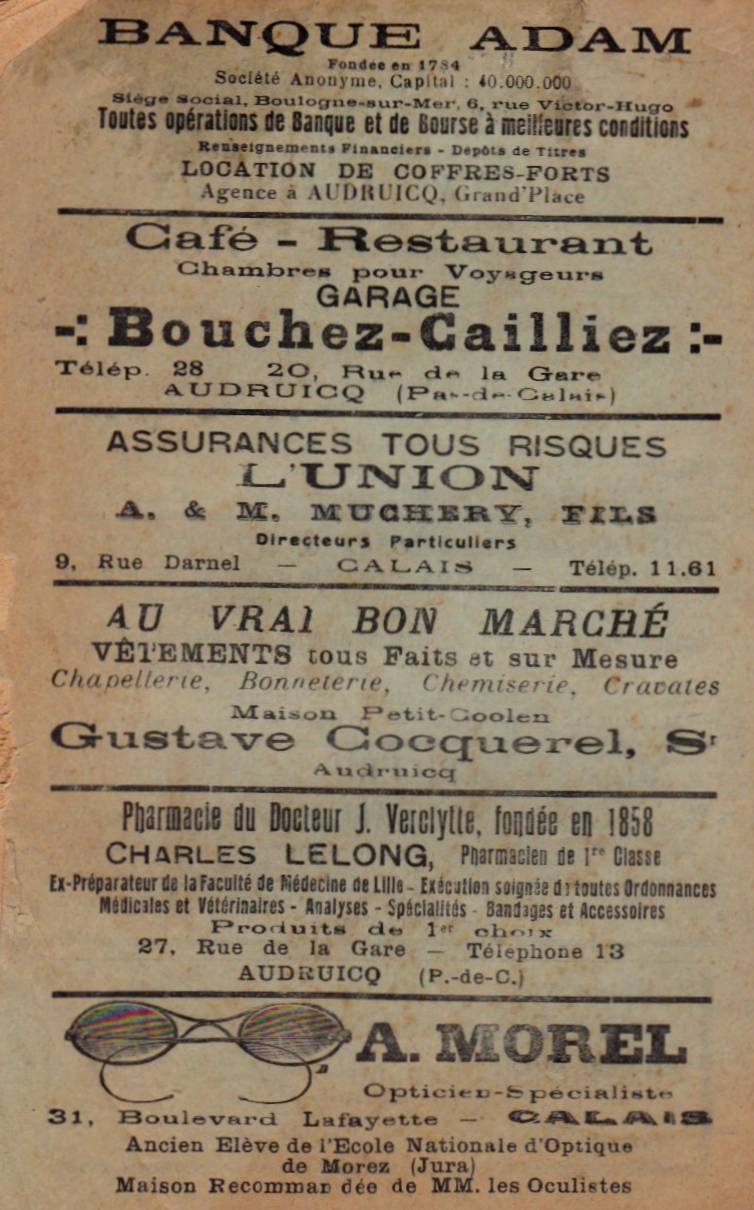 BANQUE ADAM
Fondée en 1784
Société Anonyme, Capital : 40.000.000
Siège Social, Boulogne-sur-Mer, 6, rue Victor-Hugo
Toutes opérations de Banque et de Bourse à meilleures conditions
Renseignements Financiers - Dépôts de Titres
LOCATION DE COFFRES-FORTS
Agence à AUDRUICQ, Grand'Place
Café - Restaurant
Chambres pour Voyageurs
GARAGE
-: Bouchez-Cailliez :-
Télép. 28 20, Rue de la Gare
AUDRUICQ (Pas-de-Calais)
ASSURANCES TOUS RISQUES
L'UNION
A. & M. MUCHERY, FILS
Directeurs Particuliers
9, Rue Darnel — CALAIS — Télép. 11.61
AU VRAI BON MARCHÉ
VÊTEMENTS tous Faits et sur Mesure
Chapellerie, Bonneterie, Chemiserie, Cravates
Maison Petit-Coolen
Gustave Cocquerel, Sr
Audruicq
Pharmacie du Docteur J. Verclytte, fondée en 1858
CHARLES LELONG, Pharmacien de 1re Classe
Ex-Préparateur de la Faculté de Médecine de Lille - Exécution soignée de toutes Ordonnances
Médicales et Vétérinaires - Analyses - Spécialités - Bandages et Accessoires
Produits de 1er choix
27, Rue de la Gare — Téléphone 13
AUDRUICQ (P.-de-C.)
A. MOREL
Opticien-Spécialiste
31, Boulevard Lafayette — CALAIS
Ancien Elève de l'Ecole Nationale d'Optique
de Morez (Jura)
Maison Recomman dée de MM. les Oculistes